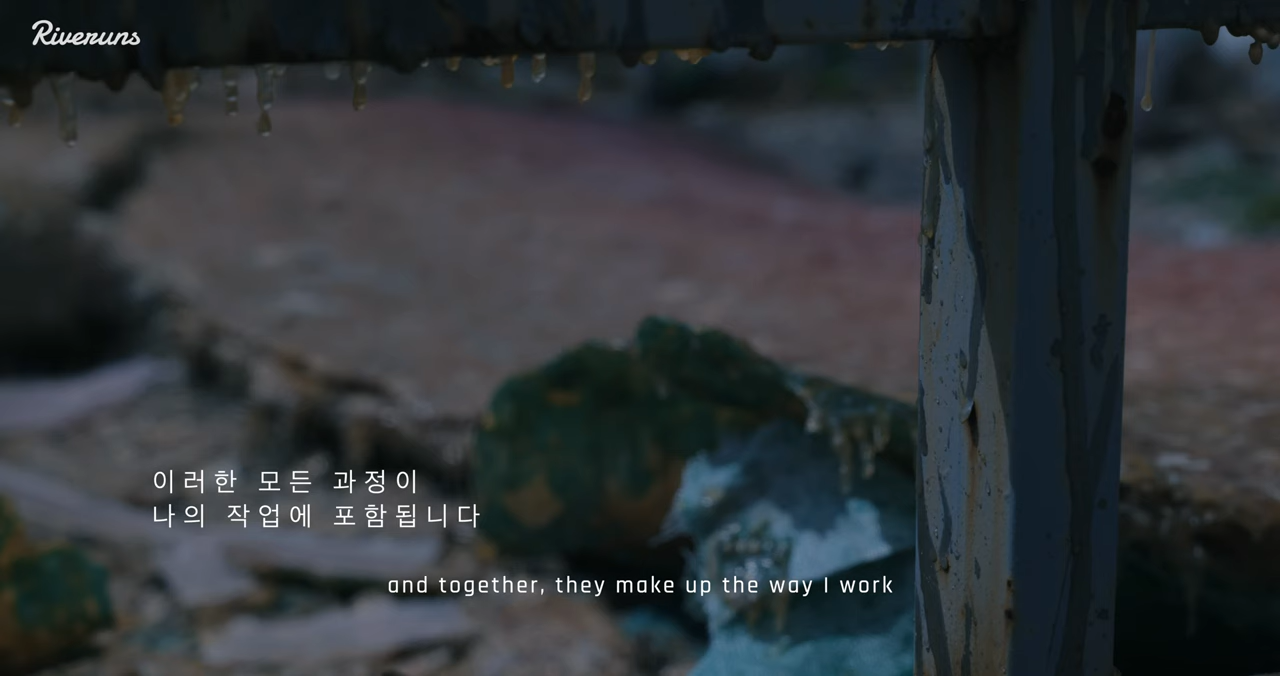 Riveruns
이러한 모든 과정이
나의 작업에 포함됩니다
and together, they make up the way I work